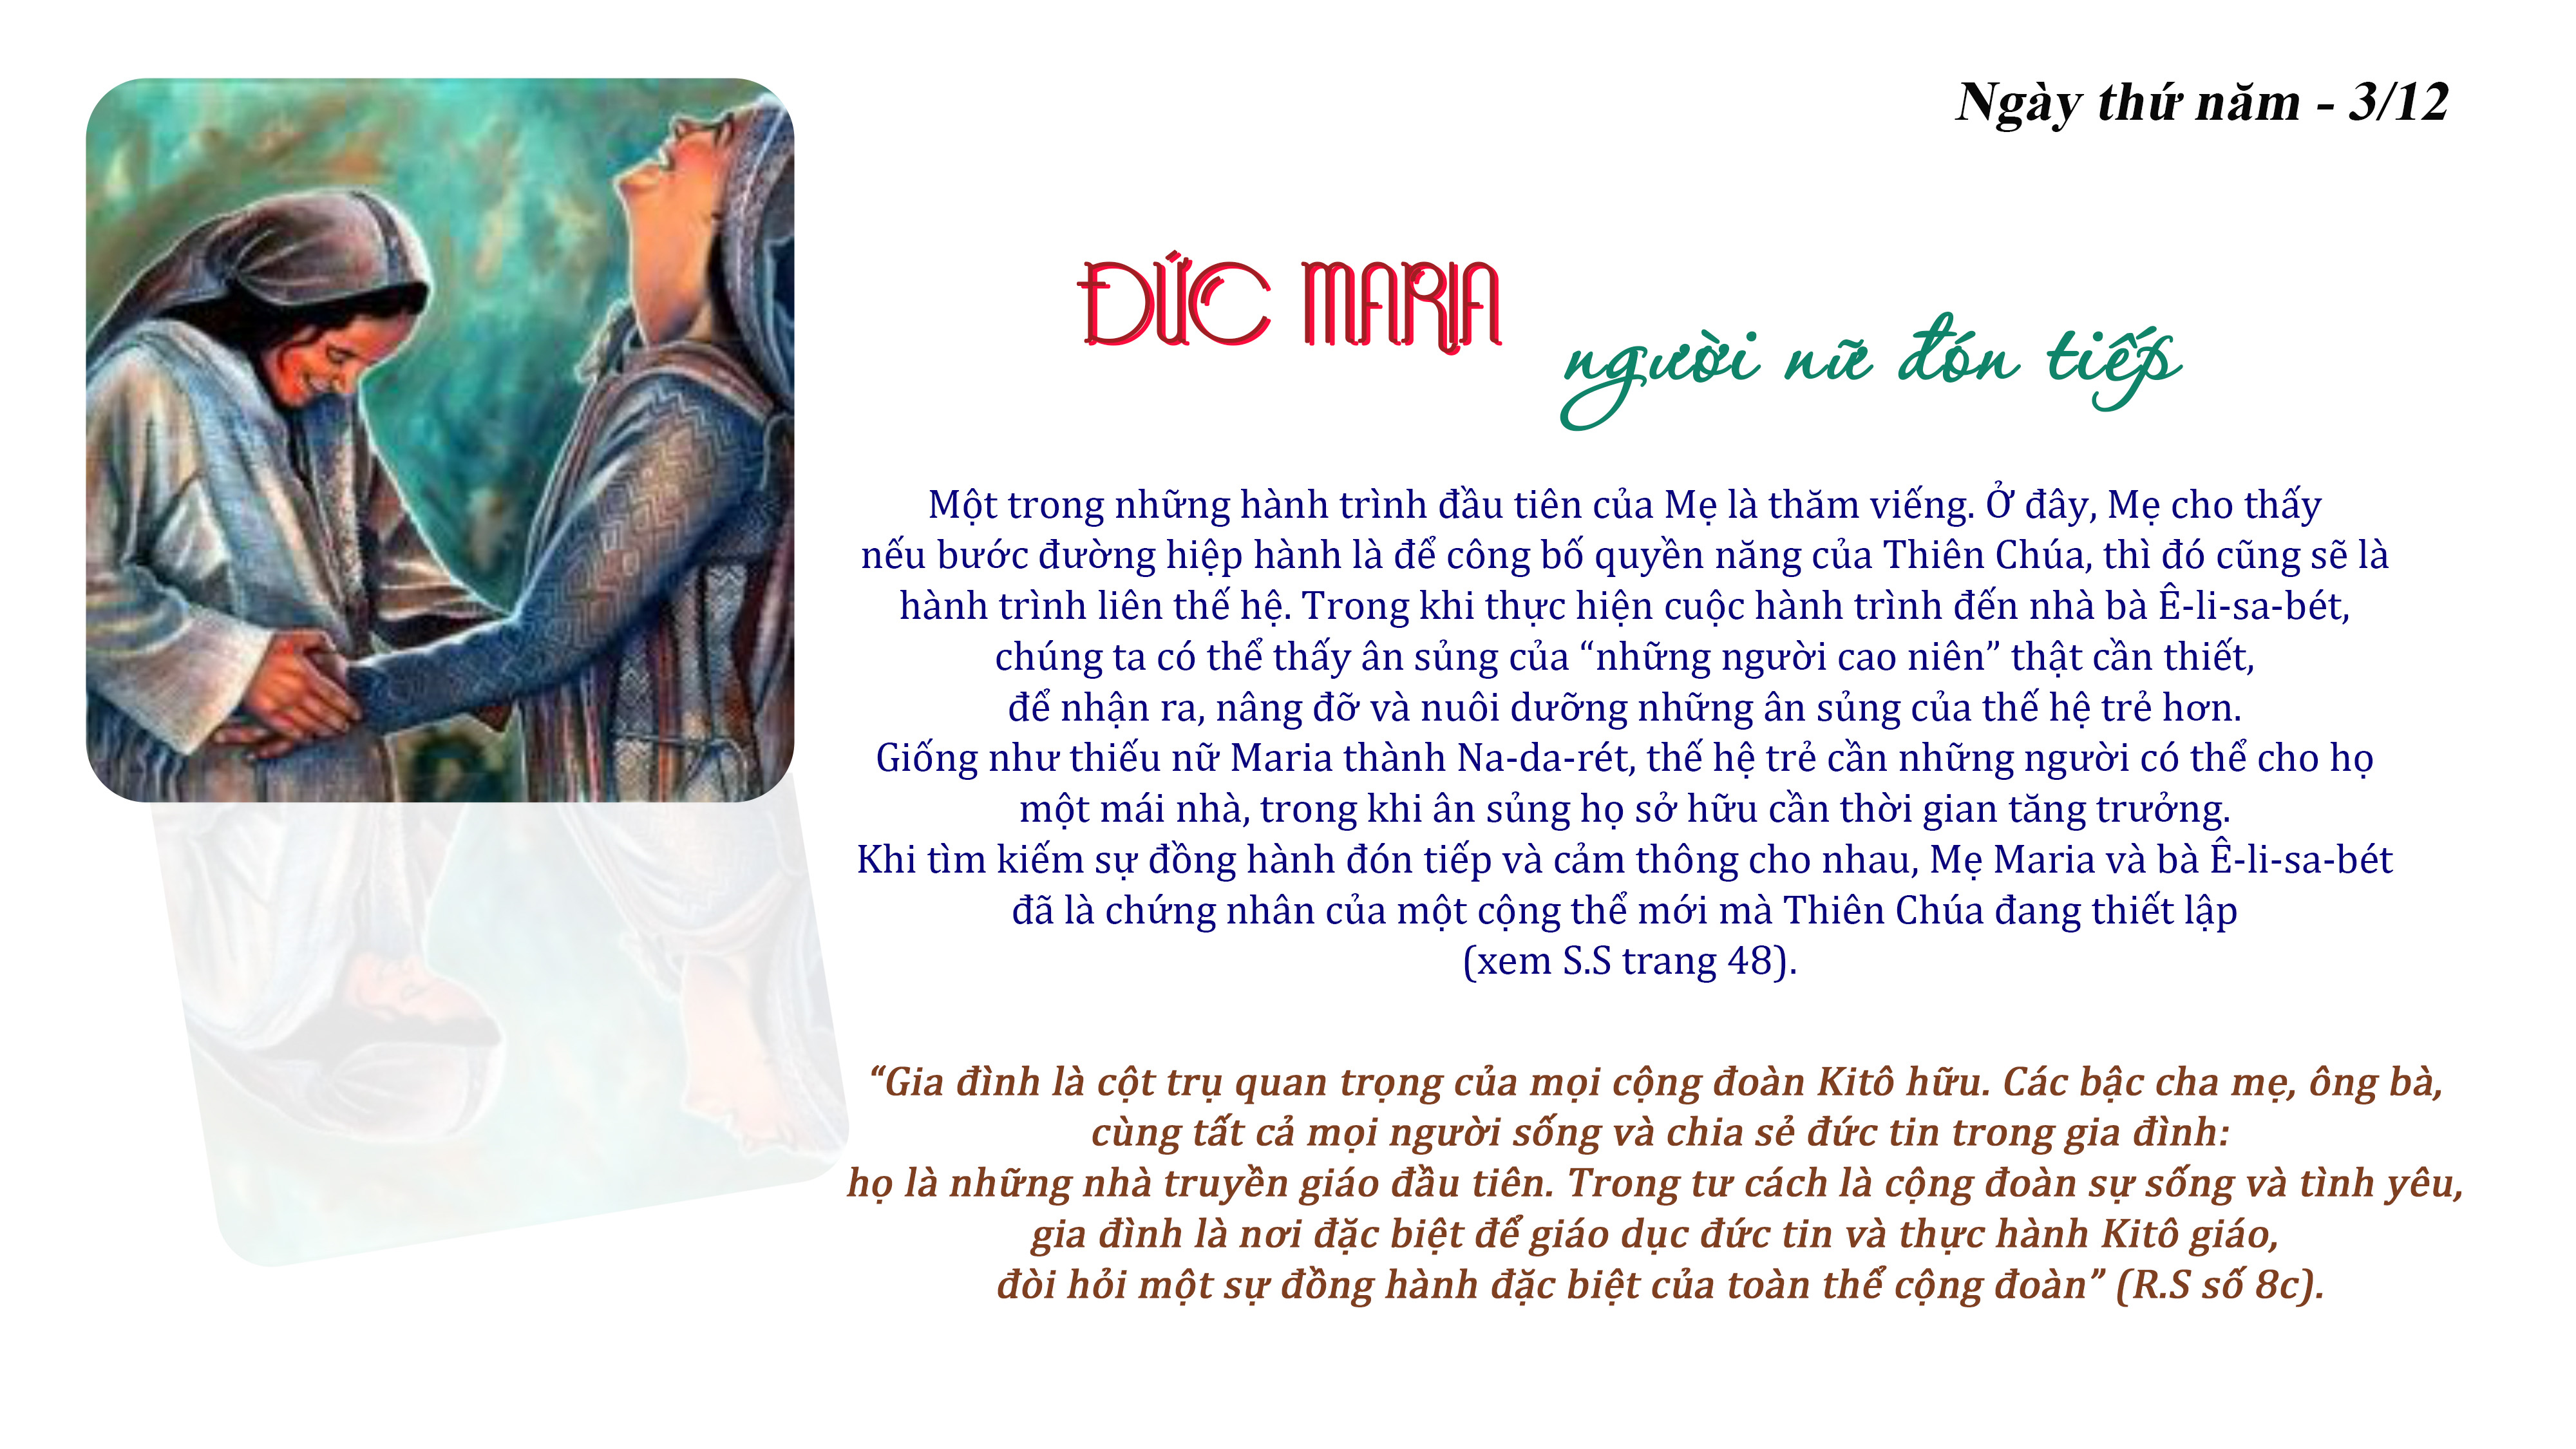 Ngày thứ năm - 3/12
ĐỨC MARIA
người nữ đón tiếp
Một trong những hành trình đầu tiên của Mẹ là thăm viếng. Ở đây, Mẹ cho thấy
nếu bước đường hiệp hành là để công bố quyền năng của Thiên Chúa, thì đó cũng sẽ là
hành trình liên thế hệ. Trong khi thực hiện cuộc hành trình đến nhà bà Ê-li-sa-bét,
chúng ta có thể thấy ân sủng của “những người cao niên” thật cần thiết,
để nhận ra, nâng đỡ và nuôi dưỡng những ân sủng của thế hệ trẻ hơn.
Giống như thiếu nữ Maria thành Na-da-rét, thế hệ trẻ cần những người có thể cho họ
một mái nhà, trong khi ân sủng họ sở hữu cần thời gian tăng trưởng.
Khi tìm kiếm sự đồng hành đón tiếp và cảm thông cho nhau, Mẹ Maria và bà Ê-li-sa-bét
đã là chứng nhân của một cộng thể mới mà Thiên Chúa đang thiết lập
(xem S.S trang 48).
“Gia đình là cột trụ quan trọng của mọi cộng đoàn Kitô hữu. Các bậc cha mẹ, ông bà,
cùng tất cả mọi người sống và chia sẻ đức tin trong gia đình:
họ là những nhà truyền giáo đầu tiên. Trong tư cách là cộng đoàn sự sống và tình yêu,
gia đình là nơi đặc biệt để giáo dục đức tin và thực hành Kitô giáo,
đòi hỏi một sự đồng hành đặc biệt của toàn thể cộng đoàn” (R.S số 8c).